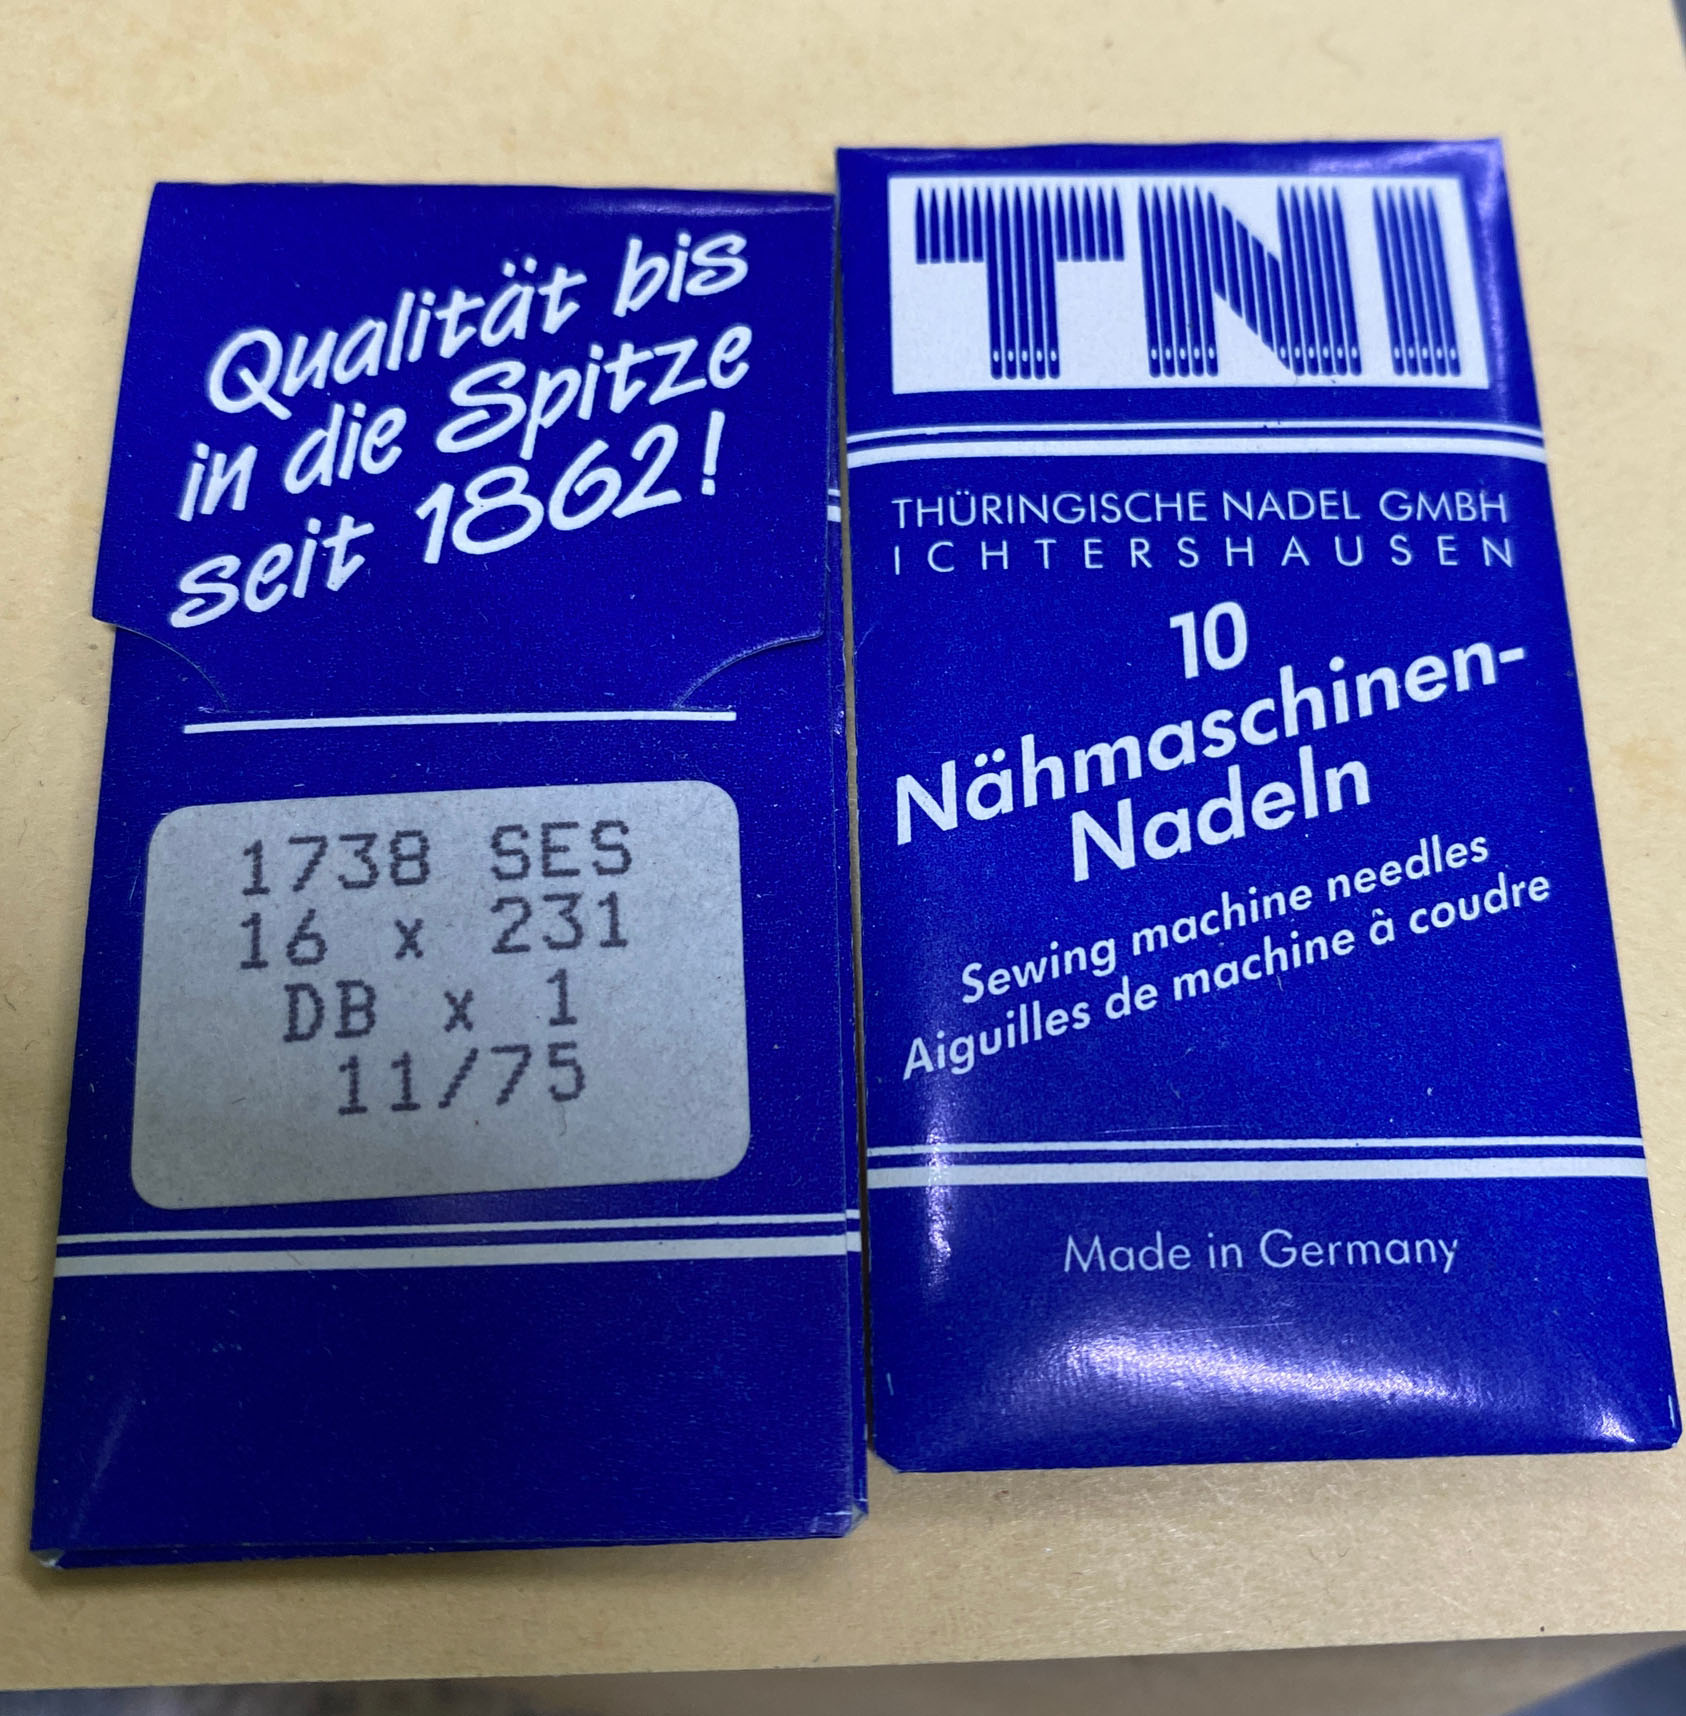 Qualität bis
in die Spitze
seit 1862!
1738 SES
16 x 231
DB x 1
11/75
TNI
THÜRINGISCHE NADEL GMBH
ICHTERSHAUSEN
10
Nähmaschinen-
Nadeln
Sewing machine needles
Aiguilles de machine à coudre
Made in Germany